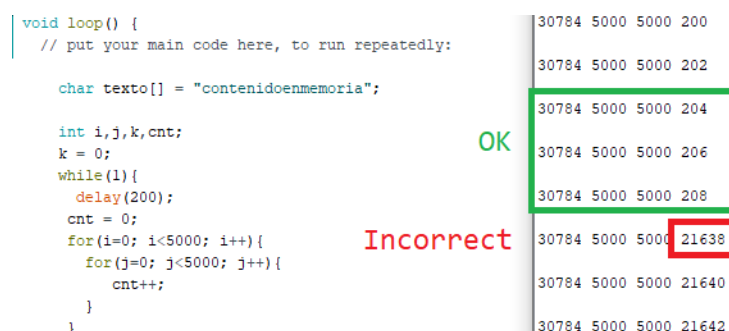 void loop() {
// put your main code here, to run repeatedly:
char texto[] = "contenidoenmemoria";
int i,j,k,cnt;
k = 0;
while(1){
delay(200);
cnt = 0;
for(i=0; i<5000; i++){
for(j=0; j<5000; j++){
cnt++;
}
}
OK
Incorrect
30784 5000 5000 200
30784 5000 5000 202
30784 5000 5000 204
30784 5000 5000 206
30784 5000 5000 208
30784 5000 5000 21638
30784 5000 5000 21640
30784 5000 5000 21642